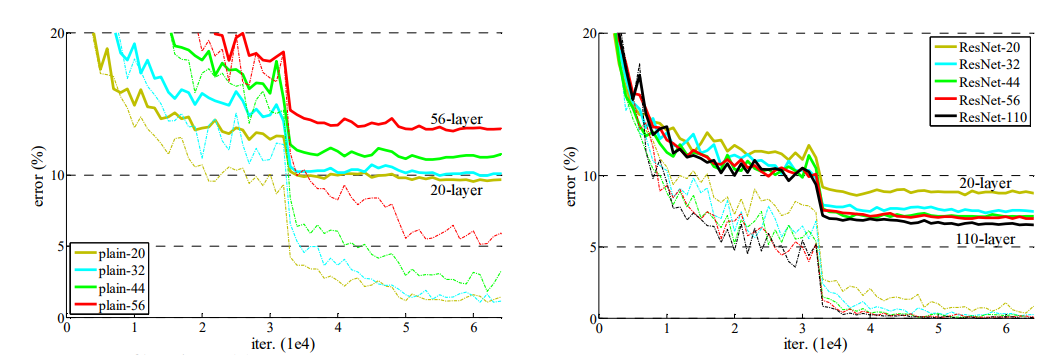 20
15
10
5
0
error (%)
56-layer
20-layer
plain-20
plain-32
plain-44
plain-56
0 1 2 3 4 5 6
iter. (1e4)
20
15
10
5
0
error (%)
ResNet-20
ResNet-32
ResNet-44
ResNet-56
ResNet-110
20-layer
110-layer
0 1 2 3 4 5 6
iter. (1e4)